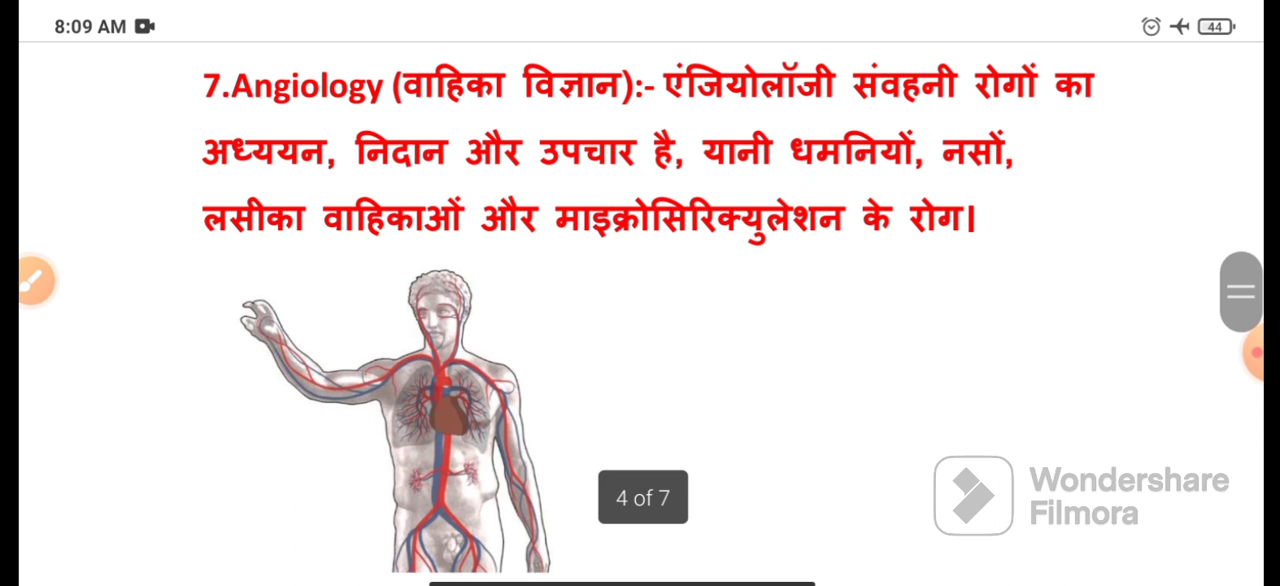 8:09 AM
44
7.Angiology (वाहिका विज्ञान):- एंजियोलॉजी संवहनी रोगों का
अध्ययन, निदान और उपचार है, यानी धमनियों, नसों,
लसीका वाहिकाओं और माइक्रोसिरिक्युलेशन के रोग।
4 of 7
Wondershare
Filmora